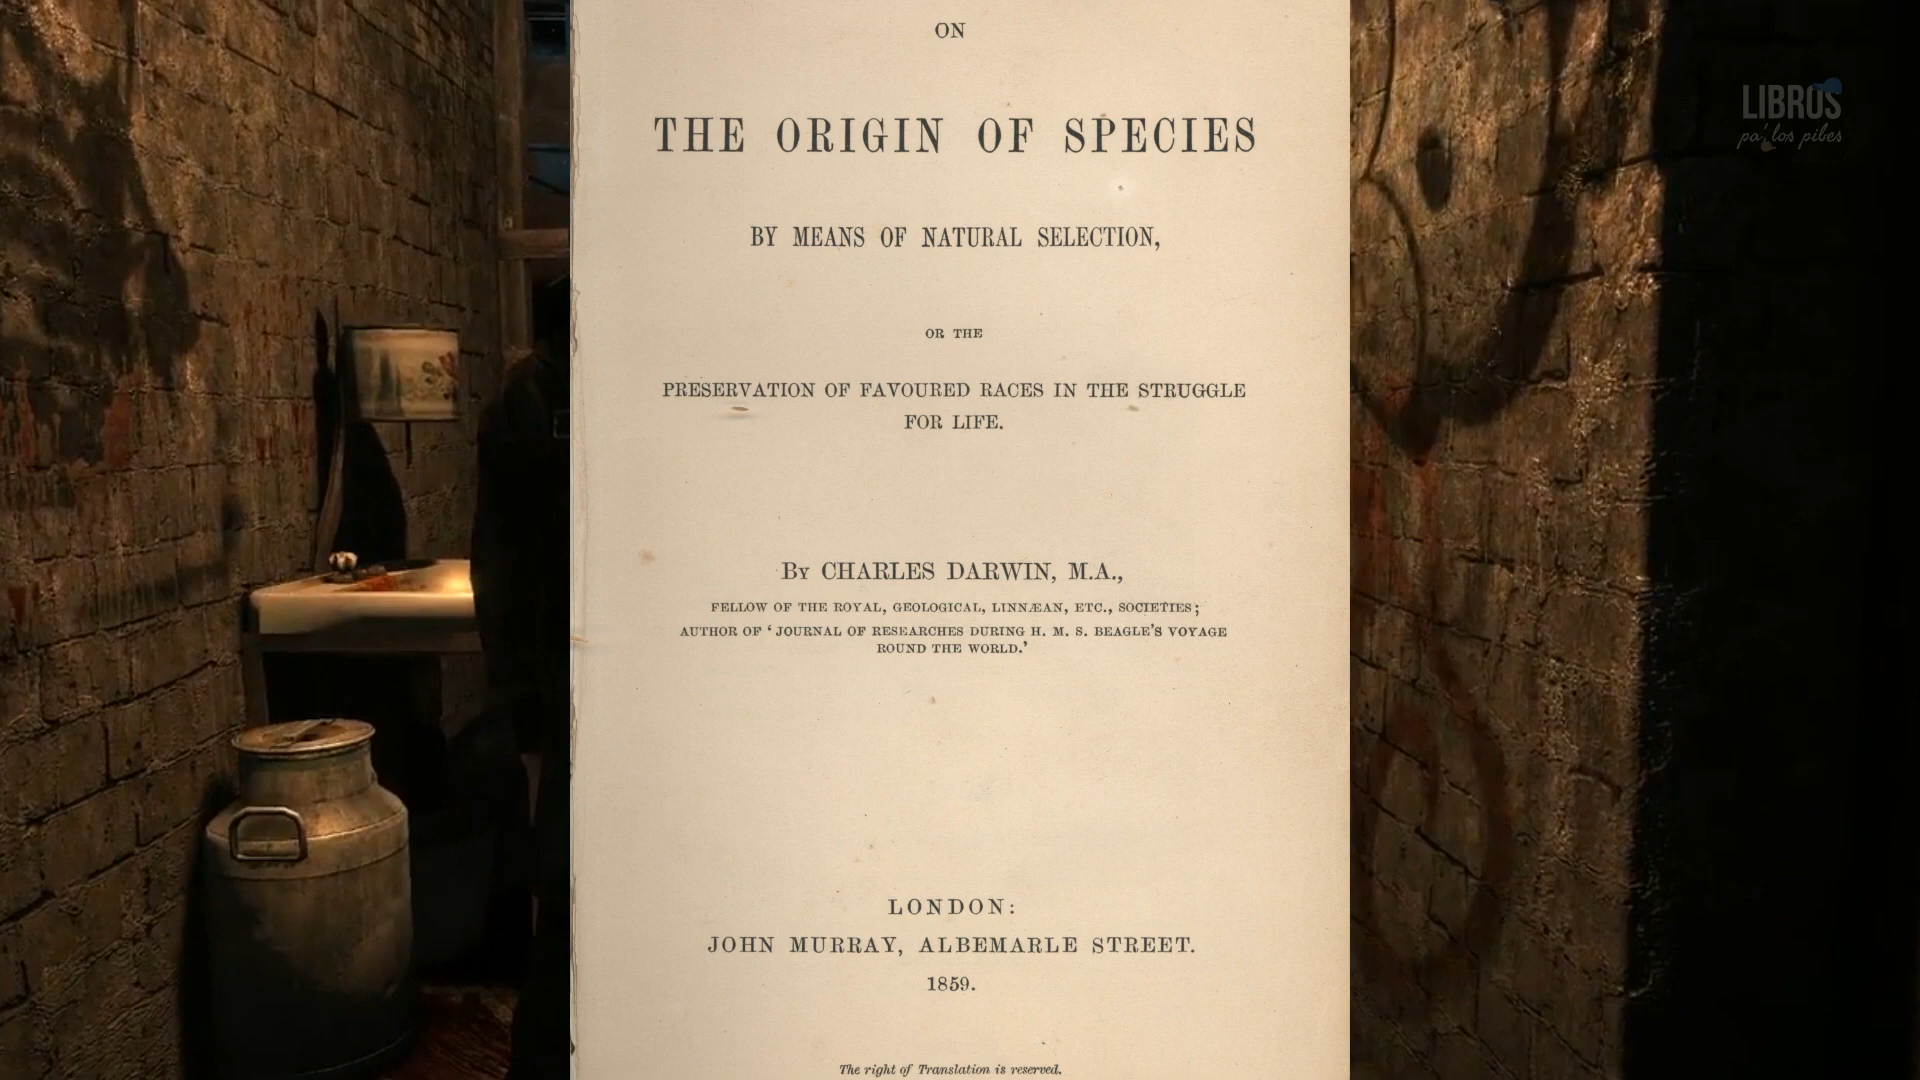 ON
THE ORIGIN OF SPECIES
BY MEANS OF NATURAL SELECTION,
OR THE
PRESERVATION OF FAVOURED RACES IN THE STRUGGLE
FOR LIFE.
By CHARLES DARWIN, M.A.,
FELLOW OF THE ROYAL, GEOLOGICAL, LINNÆAN, ETC., SOCIETIES;
AUTHOR OF ‘JOURNAL OF RESEARCHES DURING H. M. S. BEAGLE’S VOYAGE
ROUND THE WORLD.’
LONDON:
JOHN MURRAY, ALBEMARLE STREET.
1859.
The right of Translation is reserved.
LIBROS
pa' los pibes